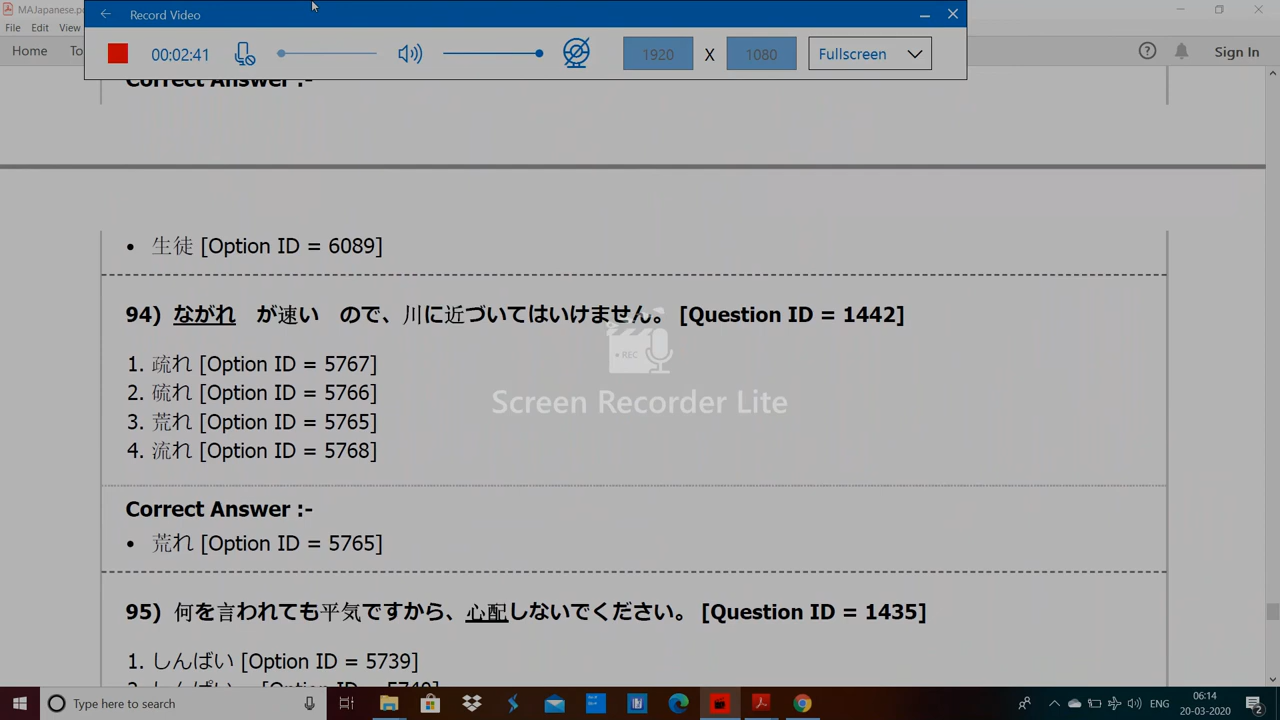 MAJapanese.p
Record Video
File Edit View
00:02:41
1920 X 1080
Fullscreen
Home To
Sign In
Correct Answer :-
• 生徒 [Option ID = 6089]
94) ながれ が速い ので、川に近づいてはいけません。 [Question ID = 1442]
1. 疏れ [Option ID = 5767]
2. 硫れ [Option ID = 5766]
3. 荒れ [Option ID = 5765]
4. 流れ [Option ID = 5768]
REC
Screen Recorder Lite
Correct Answer :-
• 荒れ [Option ID = 5765]
95) 何を言われても平気ですから、心配しないでください。 [Question ID = 1435]
1. しんばい [Option ID = 5739]
Type here to search
ENG
06:14
20-03-2020
2